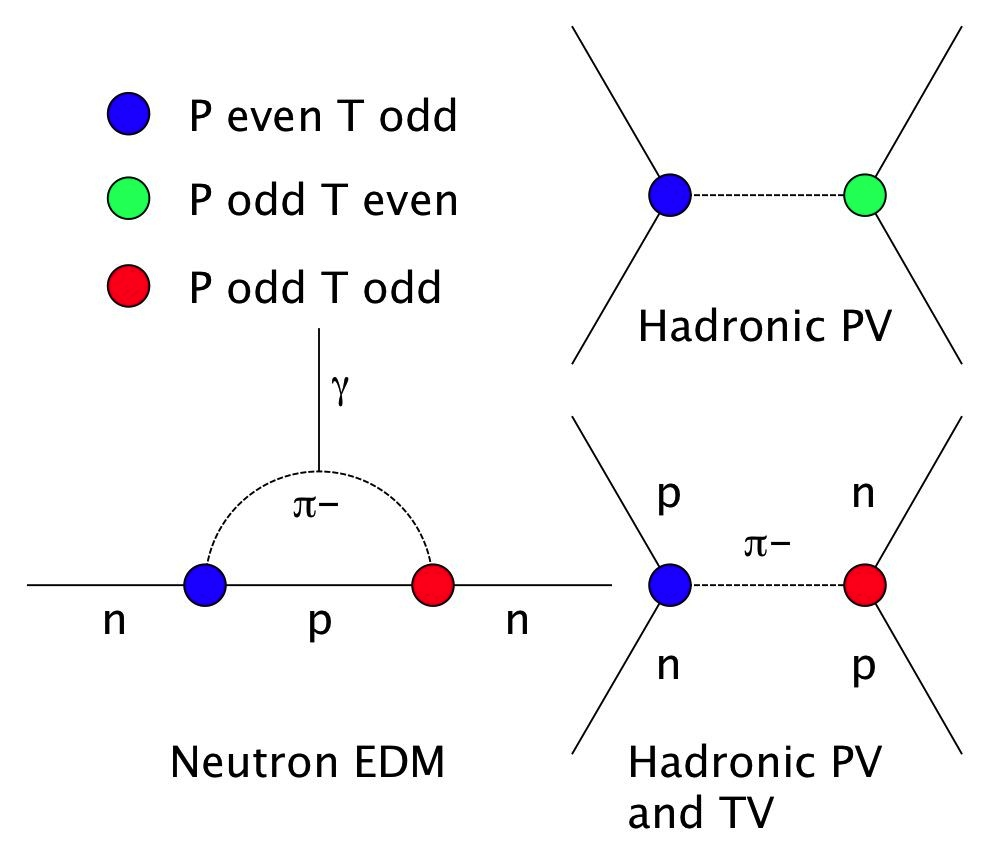 P even T odd
P odd T even
P odd T odd
Hadronic PV
γ
π−
n
p
n
Neutron EDM
p
n
π−
n
p
Hadronic PV
and TV